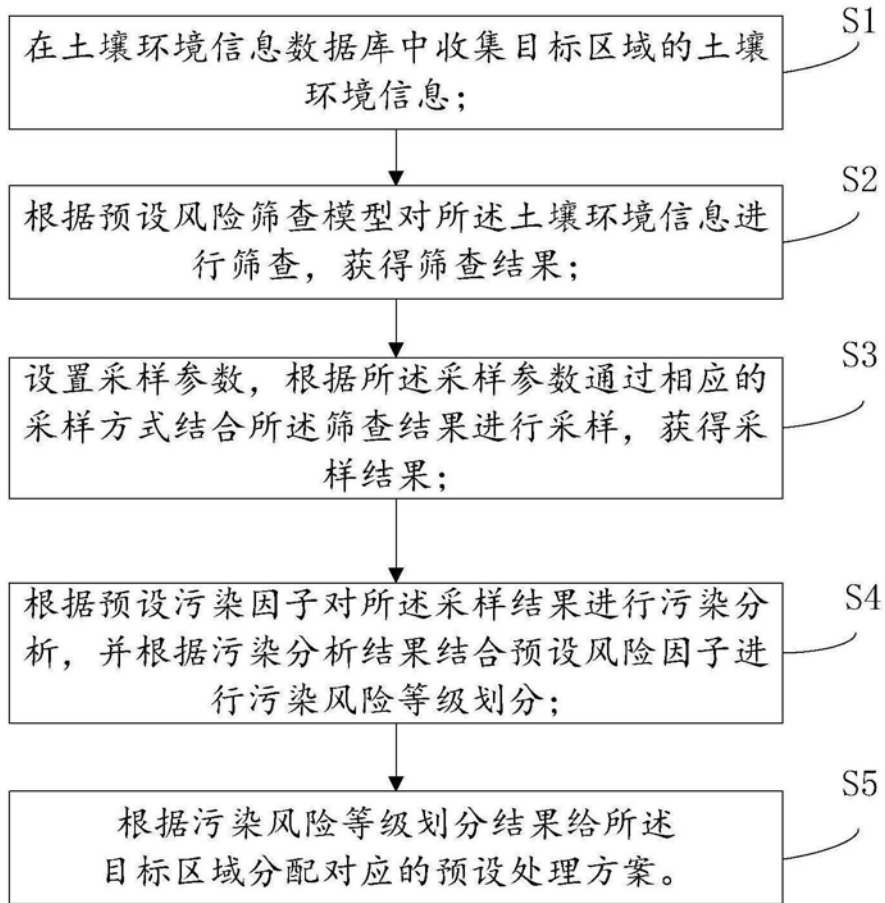 S1
在土壤环境信息数据库中收集目标区域的土壤
环境信息；
S2
根据预设风险筛查模型对所述土壤环境信息进
行筛查，获得筛查结果；
S3
设置采样参数，根据所述采样参数通过相应的
采样方式结合所述筛查结果进行采样，获得采
样结果；
S4
根据预设污染因子对所述采样结果进行污染分
析，并根据污染分析结果结合预设风险因子进
行污染风险等级划分；
S5
根据污染风险等级划分结果给所述
目标区域分配对应的预设处理方案。